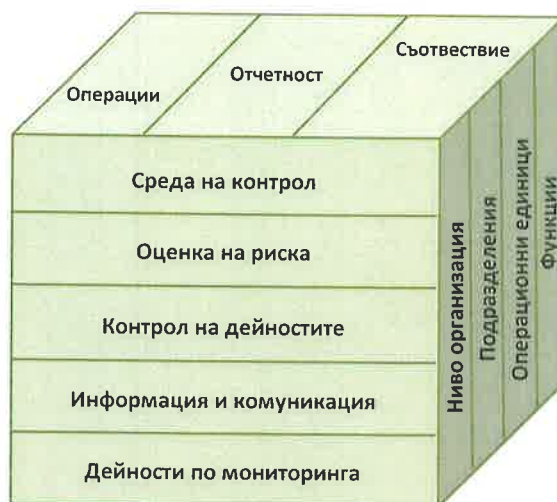 Операции
Отчетност
Съотвествие
Среда на контрол
Оценка на риска
Контрол на дейностите
Информация и комуникация
Дейности по мониторинга
Ниво организация
Подразделения
Операционни единици
Функции